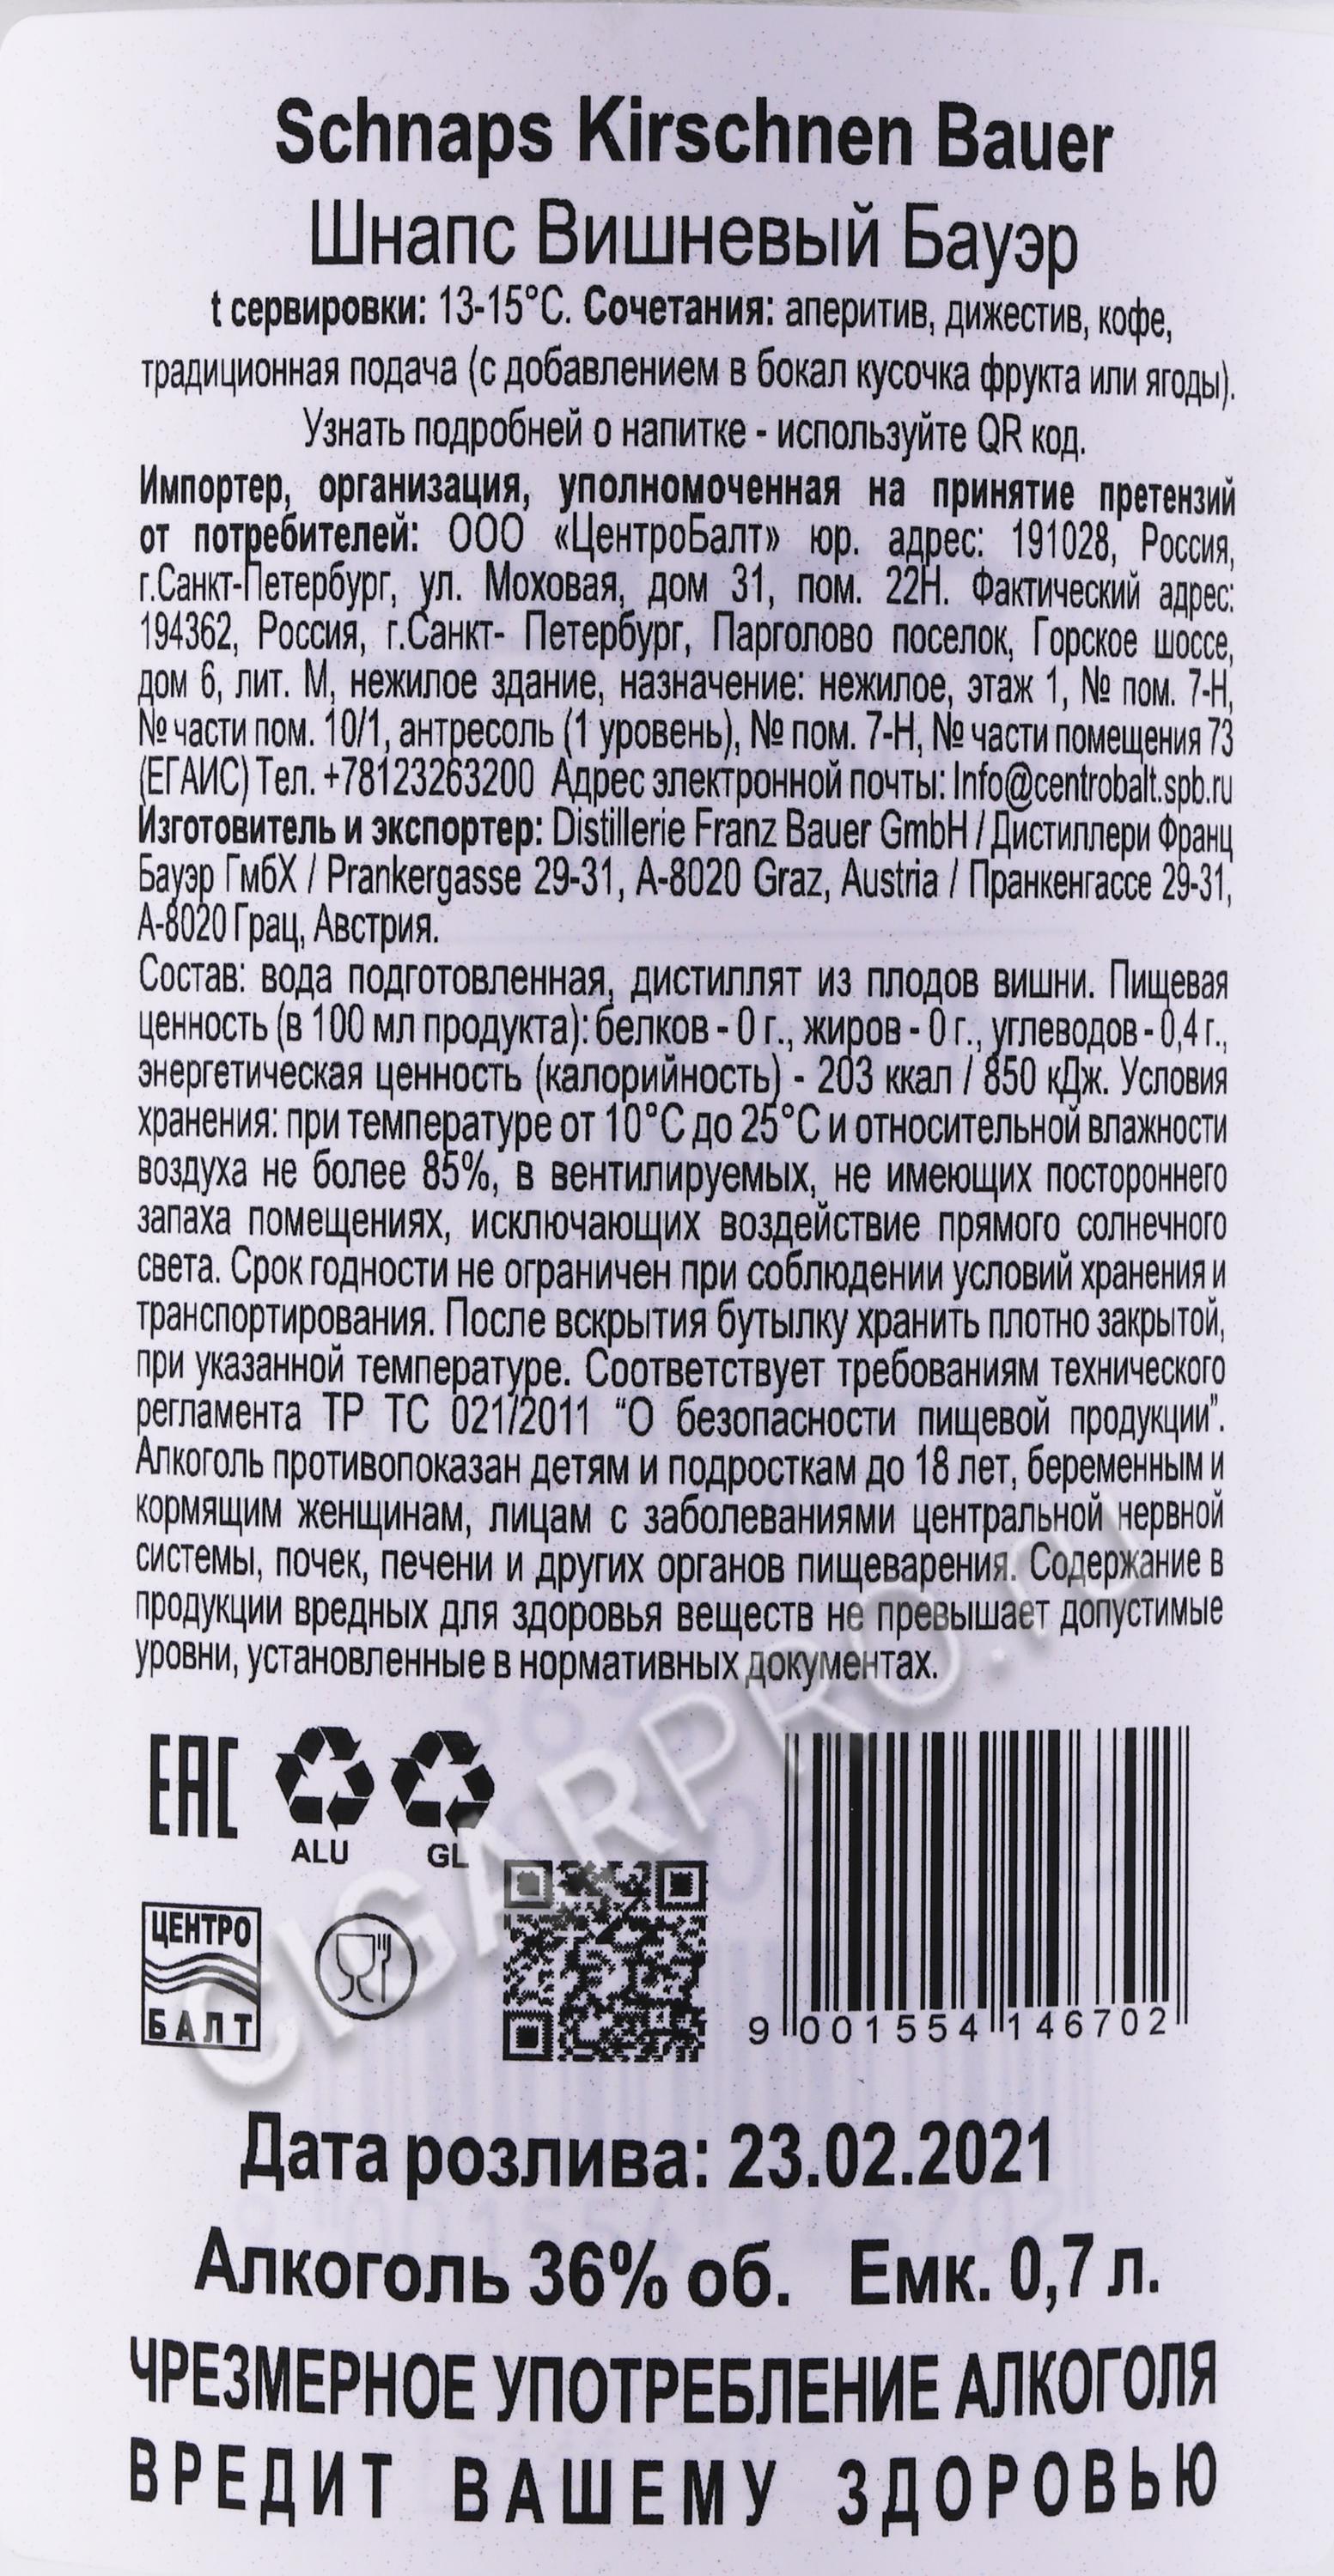 Schnaps Kirschnen Bauer
Шнапс Вишневый Бауэр
t сервировки: 13-15°C. Сочетания: аперитив, дижестив, кофе,
традиционная подача (с добавлением в бокал кусочка фрукта или ягоды).
Узнать подробней о напитке - используйте QR код.
Импортер, организация, уполномоченная на принятие претензий
от потребителей: ООО «ЦентроБалт» юр. адрес: 191028, Россия,
г.Санкт-Петербург, ул. Моховая, дом 31, пом. 22Н. Фактический адрес:
194362, Россия, г.Санкт- Петербург, Парголово поселок, Горское шоссе,
дом 6, лит. М, нежилое здание, назначение: нежилое, этаж 1, № пом. 7-Н,
№ части пом. 10/1, антресоль (1 уровень), № пом. 7-Н, № части помещения 73
(ЕГАИС) Тел. +78123263200 Адрес электронной почты: Info@centrobalt.spb.ru
Изготовитель и экспортер: Distillerie Franz Bauer GmbH / Дистиллери Франц
Бауэр ГмбХ / Prankergasse 29-31, A-8020 Graz, Austria / Пранкенгассе 29-31,
А-8020 Грац, Австрия.
Состав: вода подготовленная, дистиллят из плодов вишни. Пищевая
ценность (в 100 мл продукта): белков - 0 г., жиров - 0 г., углеводов - 0,4 г.,
энергетическая ценность (калорийность) - 203 ккал / 850 кДж. Условия
хранения: при температуре от 10°С до 25°С и относительной влажности
воздуха не более 85%, в вентилируемых, не имеющих постороннего
запаха помещениях, исключающих воздействие прямого солнечного
света. Срок годности не ограничен при соблюдении условий хранения и
транспортирования. После вскрытия бутылку хранить плотно закрытой,
при указанной температуре. Соответствует требованиям технического
регламента ТР ТС 021/2011 “О безопасности пищевой продукции”.
Алкоголь противопоказан детям и подросткам до 18 лет, беременным и
кормящим женщинам, лицам с заболеваниями центральной нервной
системы, почек, печени и других органов пищеварения. Содержание в
продукции вредных для здоровья веществ не превышает допустимые
уровни, установленные в нормативных документах.
EAC
ALU GL
ЦЕНТРО
БАЛТ
9 001554 146702
CIGARPRO.ru
Дата розлива: 23.02.2021
Алкоголь 36% об. Емк. 0,7 л.
ЧРЕЗМЕРНОЕ УПОТРЕБЛЕНИЕ АЛКОГОЛЯ
ВРЕДИТ ВАШЕМУ ЗДОРОВЬЮ